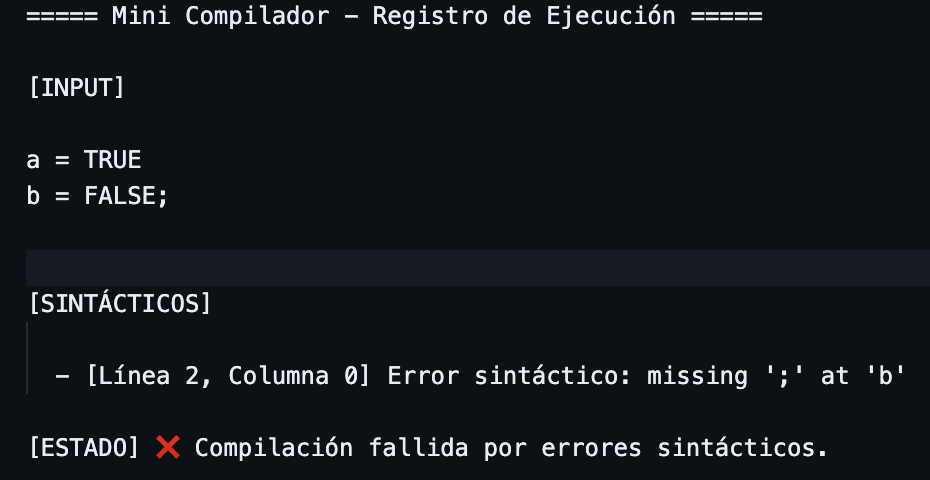 ===== Mini Compilador - Registro de Ejecución =====
[INPUT]
a = TRUE
b = FALSE;
[SINTÁCTICOS]
- [Línea 2, Columna 0] Error sintáctico: missing ';' at 'b'
[ESTADO] ❌ Compilación fallida por errores sintácticos.